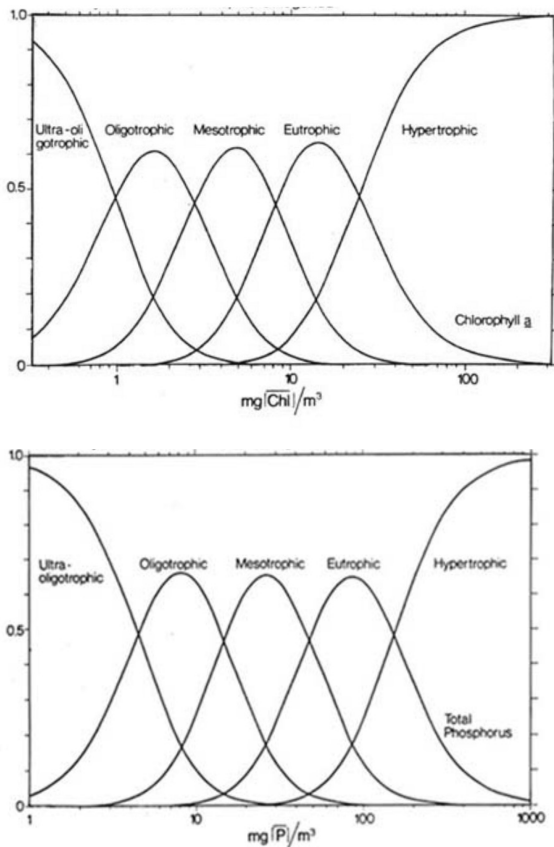 1.0
Ultra-oli
gotrophic
Oligotrophic
Mesotrophic
Eutrophic
Hypertrophic
0.5
Chlorophyll a
0
1
10
100
mg [Chl]/m³
1.0
Ultra-
oligotrophic
Oligotrophic
Mesotrophic
Eutrophic
Hypertrophic
0.5
Total
Phosphorus
0
1
10
100
1000
mg [P]/m³